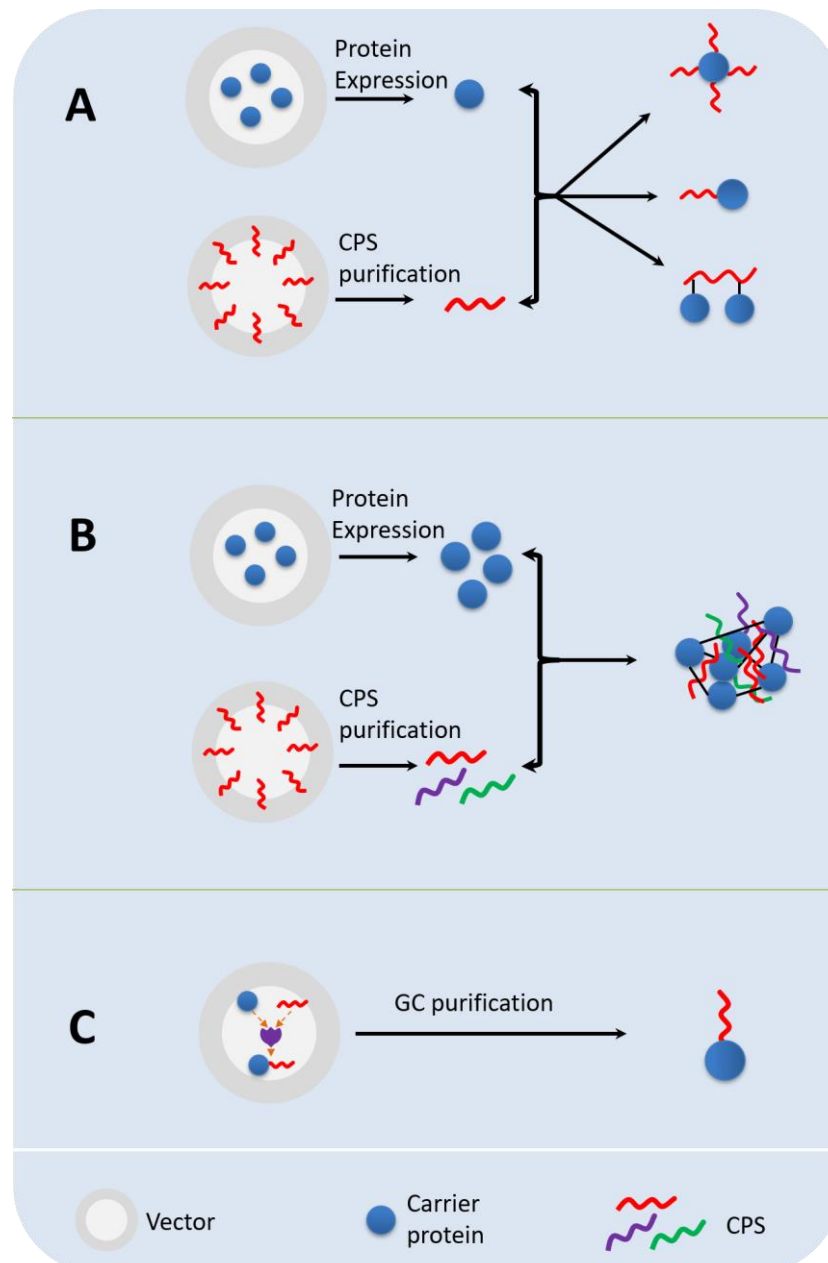 A
Protein
Expression
CPS
purification
B
Protein
Expression
CPS
purification
C
GC purification
Vector
Carrier
protein
CPS